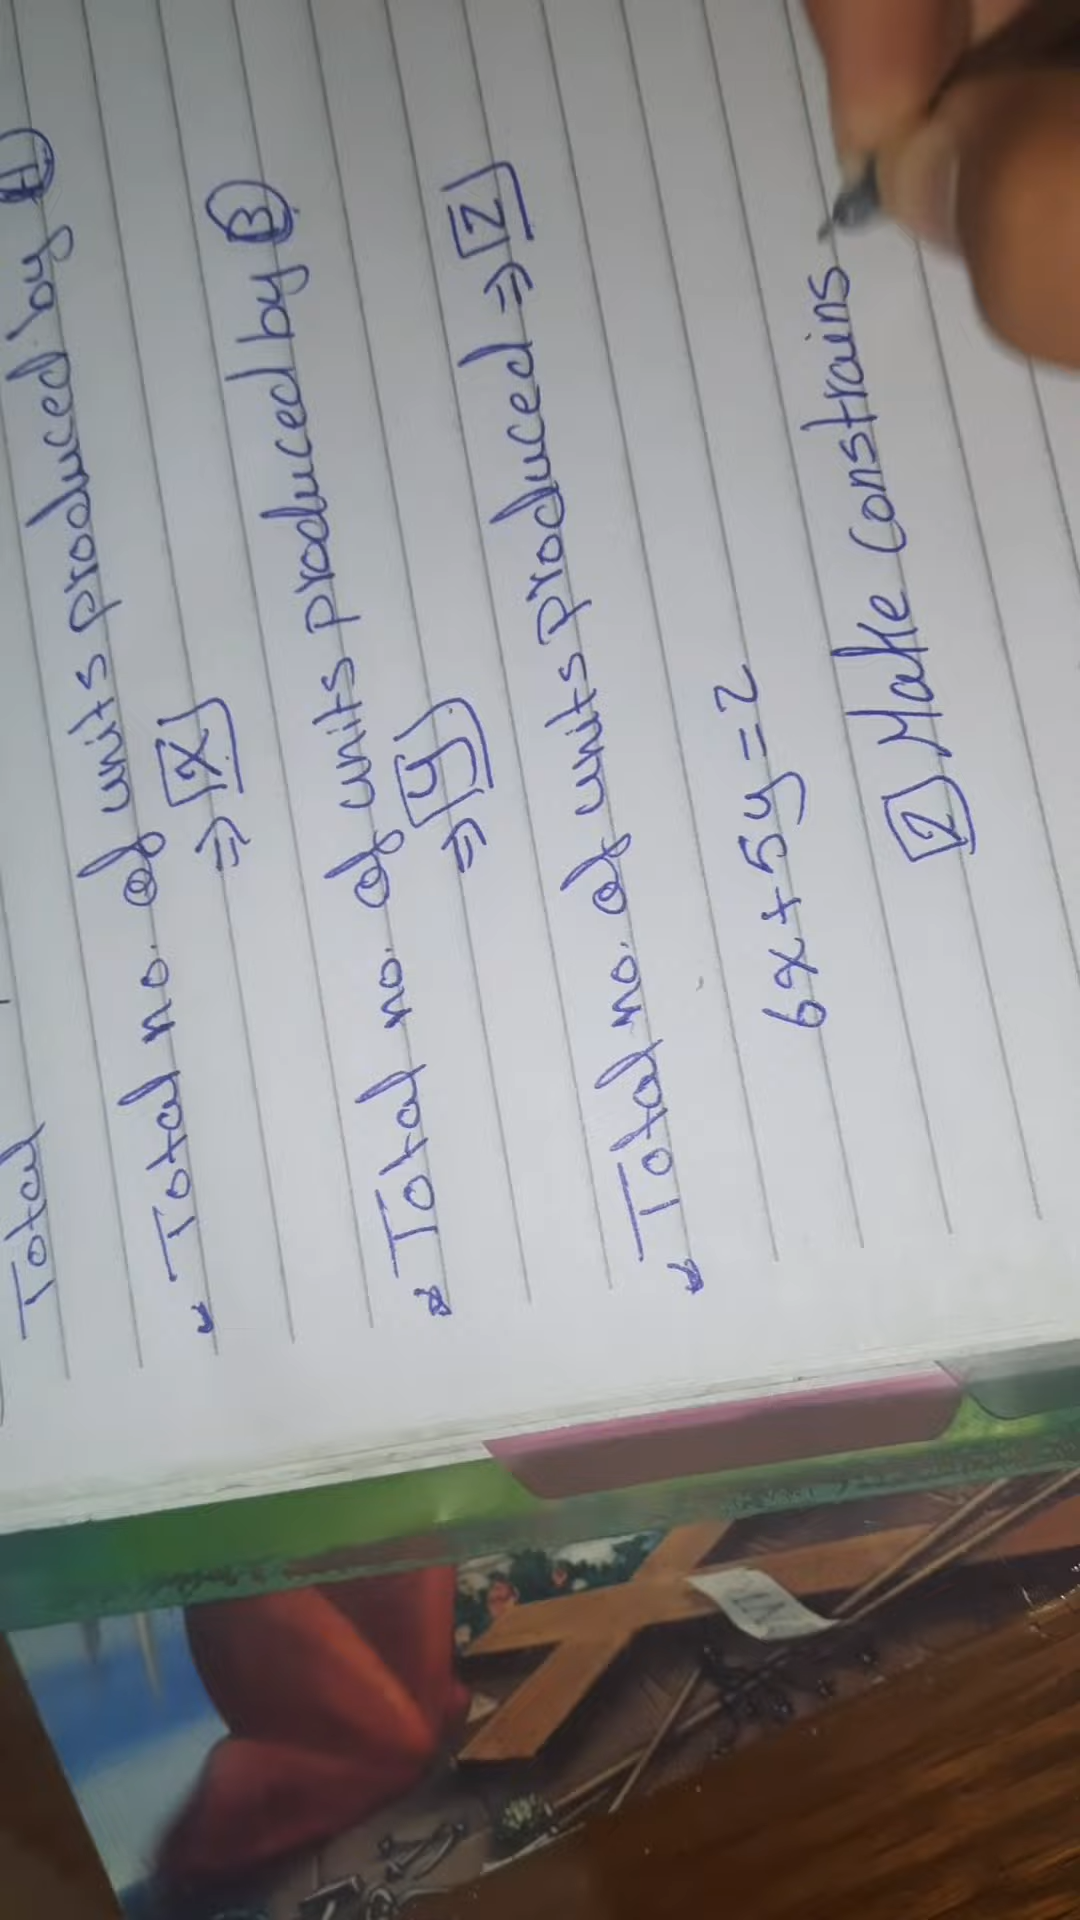 Total
Total no. of units produced by A
⇒ x
Total no. of units produced by B
⇒ y
Total no. of units produced ⇒ Z
6x + 5y = Z
2 Make Constrains